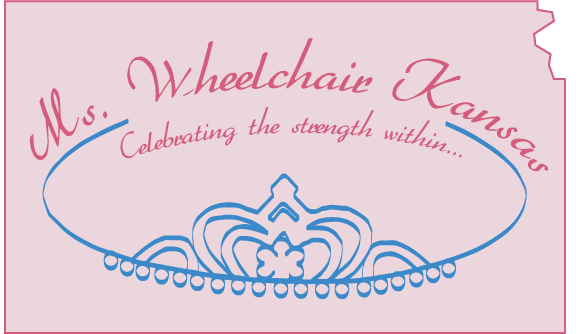 Ms. Wheelchair Kansas
Celebrating the strength within...